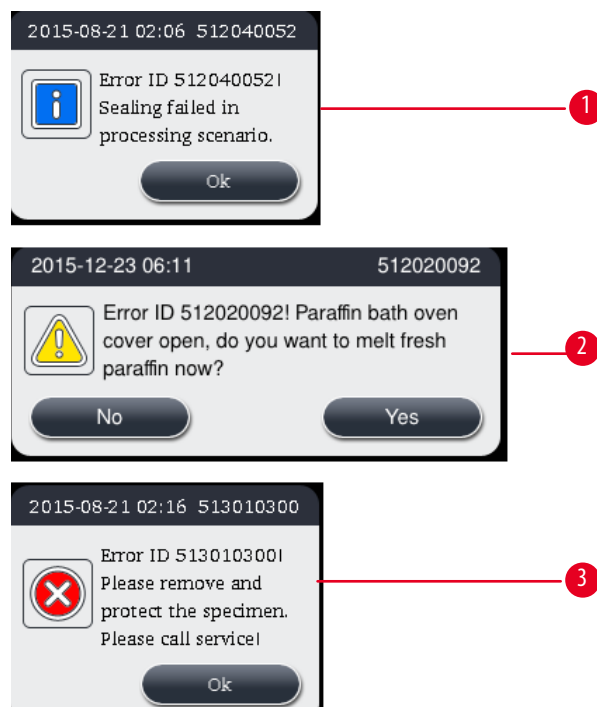 2015-08-21 02:06 512040052
Error ID 512040052!
Sealing failed in
processing scenario.
Ok
1
2015-12-23 06:11 512020092
Error ID 512020092! Paraffin bath oven
cover open, do you want to melt fresh
paraffin now?
No Yes
2
2015-08-21 02:16 513010300
Error ID 513010300!
Please remove and
protect the specimen.
Please call service!
Ok
3